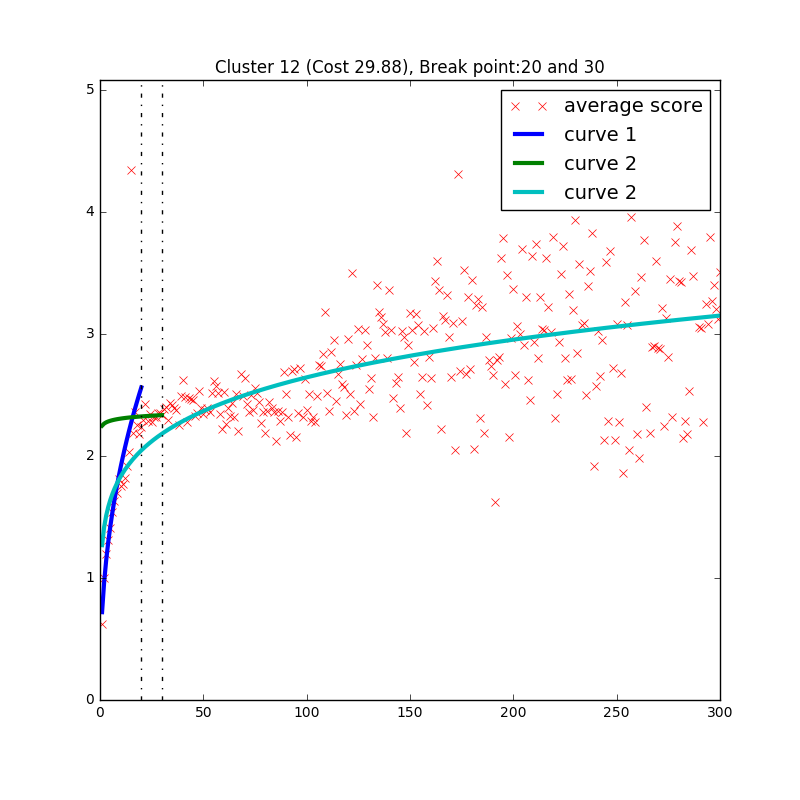 Cluster 12 (Cost 29.88), Break point:20 and 30
5
4
3
2
1
0
average score
curve 1
curve 2
curve 2
0 50 100 150 200 250 300